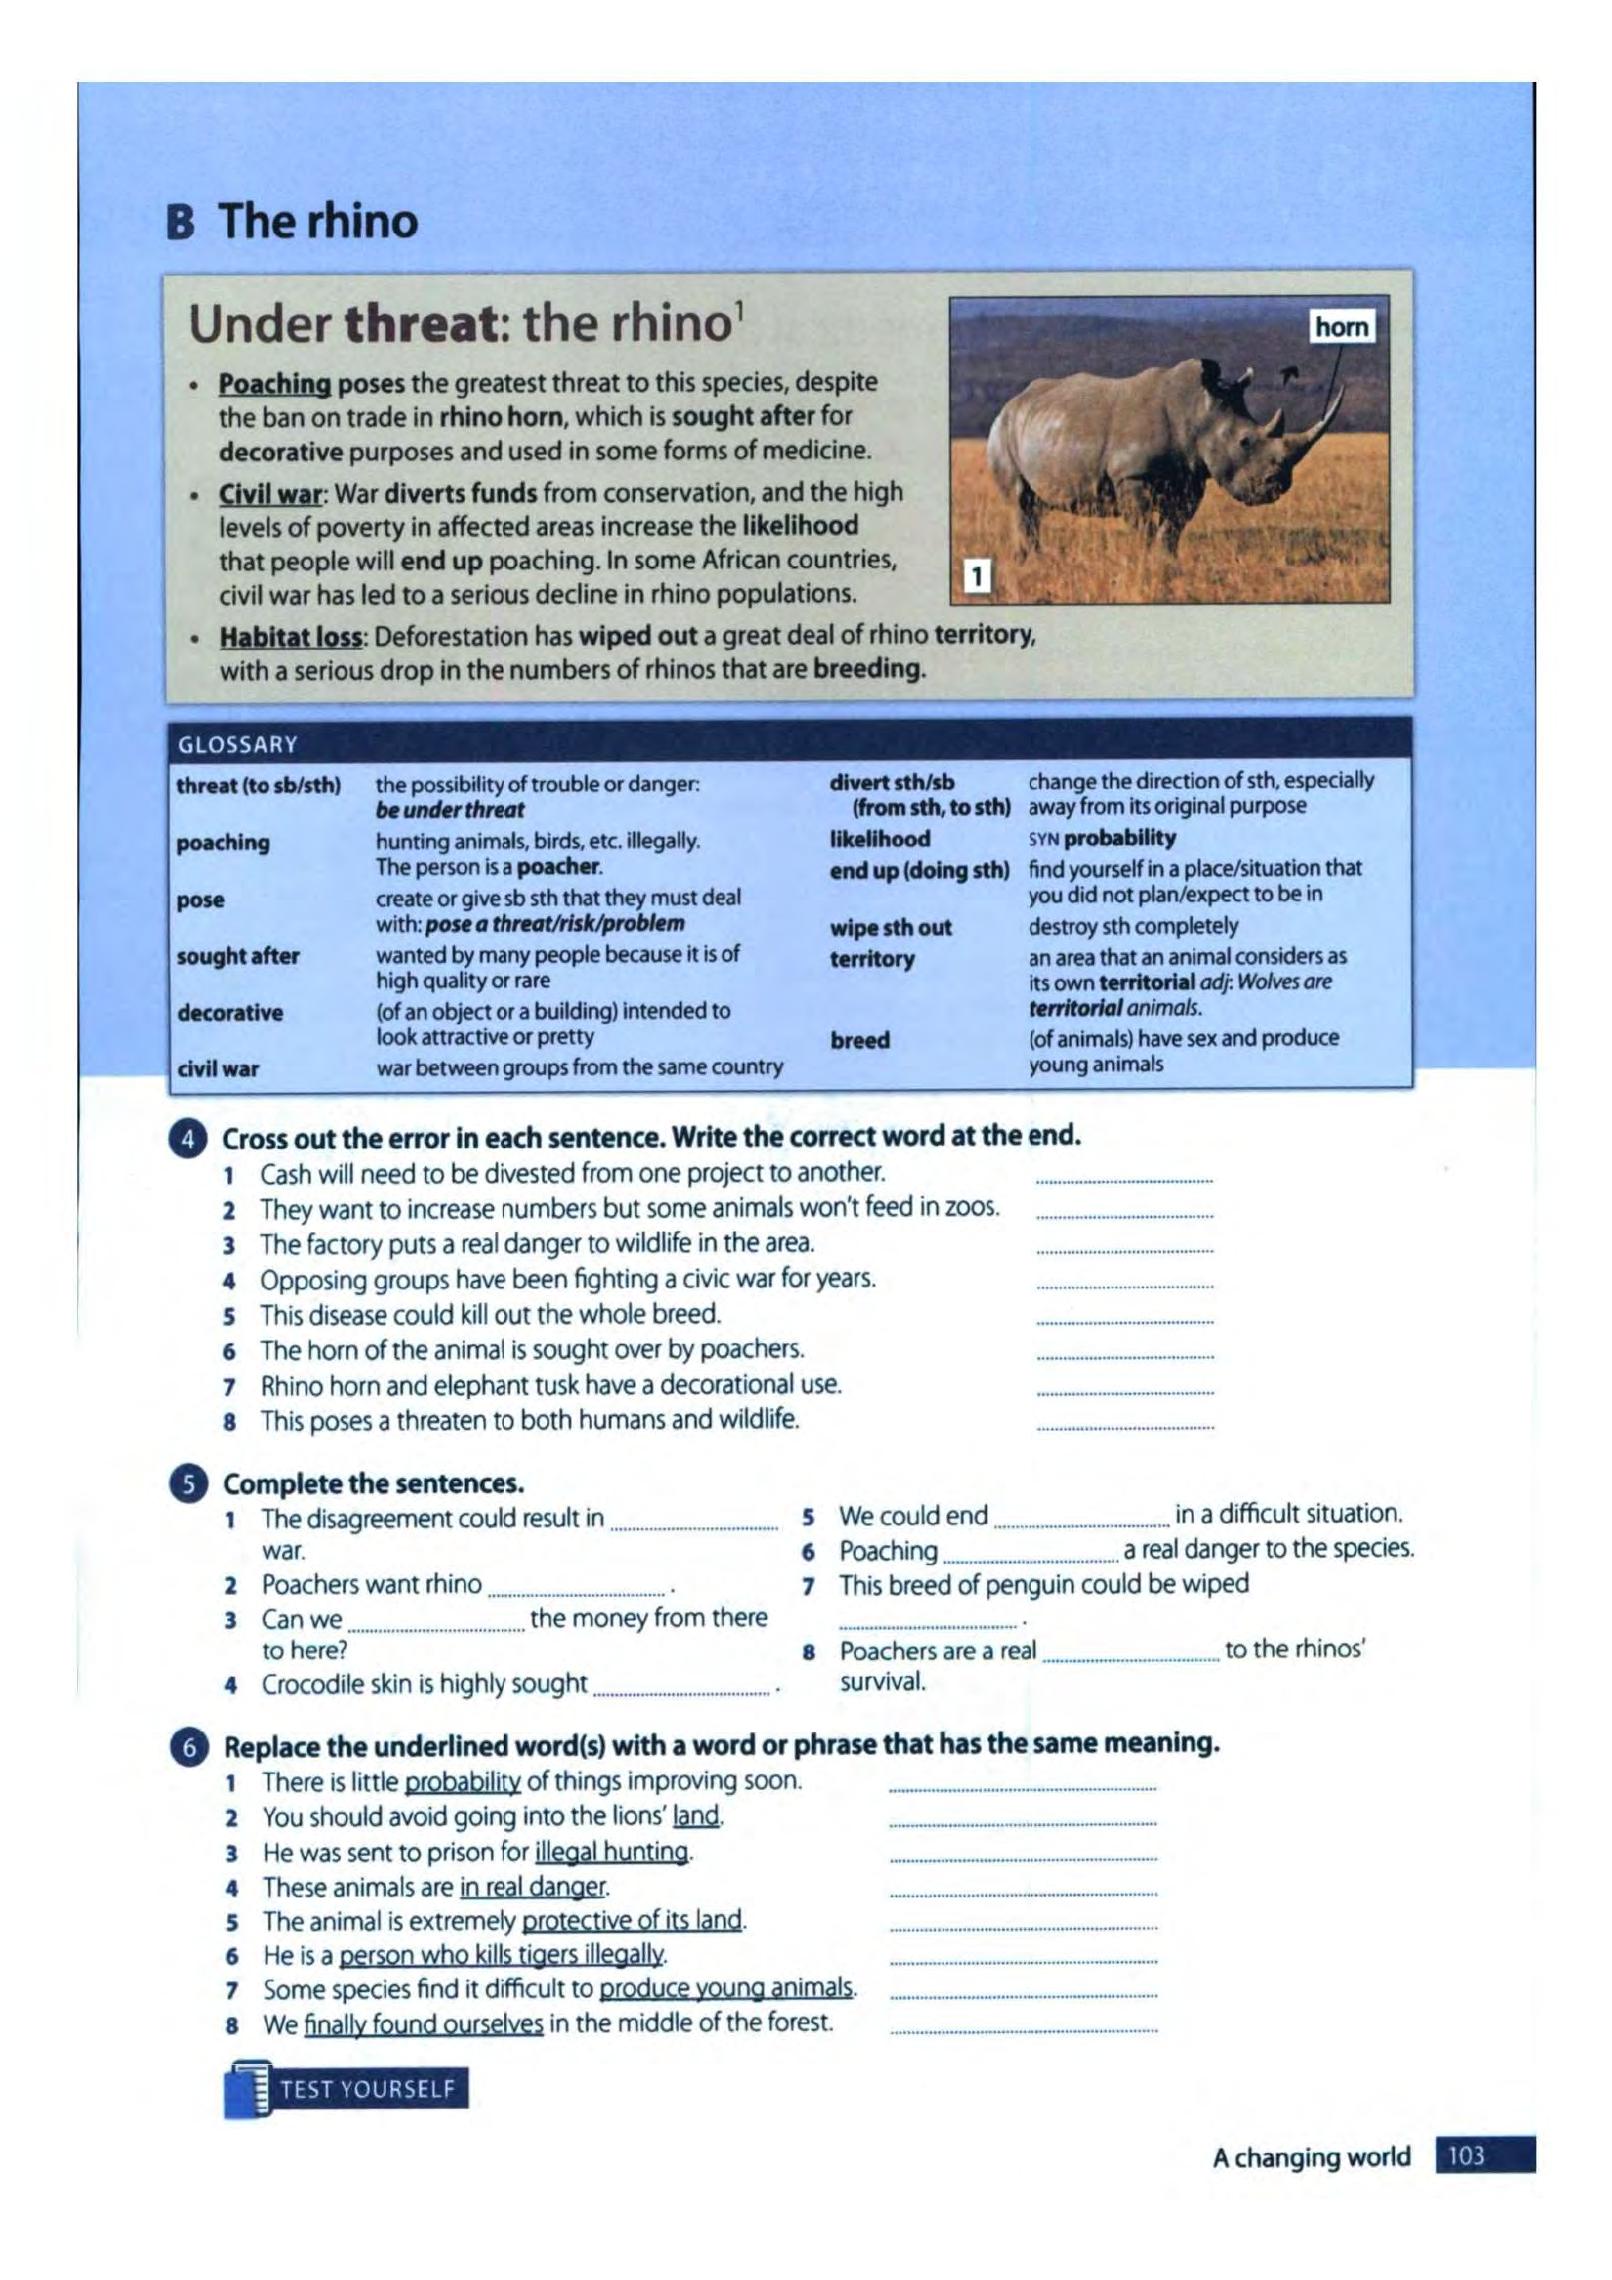 B The rhino
Under threat: the rhino1
horn
• Poaching poses the greatest threat to this species, despite
the ban on trade in rhino horn, which is sought after for
decorative purposes and used in some forms of medicine.
• Civil war: War diverts funds from conservation, and the high
levels of poverty in affected areas increase the likelihood
that people will end up poaching. In some African countries,
civil war has led to a serious decline in rhino populations.
1
• Habitat loss: Deforestation has wiped out a great deal of rhino territory,
with a serious drop in the numbers of rhinos that are breeding.
GLOSSARY
threat (to sb/sth) the possibility of trouble or danger:
be under threat
poaching hunting animals, birds, etc. illegally.
The person is a poacher.
pose create or give sb sth that they must deal
with: pose a threat/risk/problem
sought after wanted by many people because it is of
high quality or rare
decorative (of an object or a building) intended to
look attractive or pretty
civil war war between groups from the same country
divert sth/sb change the direction of sth, especially
(from sth, to sth) away from its original purpose
likelihood SYN probability
end up (doing sth) find yourself in a place/situation that
you did not plan/expect to be in
wipe sth out destroy sth completely
territory an area that an animal considers as
its own territorial adj: Wolves are
territorial animals.
breed (of animals) have sex and produce
young animals
4 Cross out the error in each sentence. Write the correct word at the end.
1 Cash will need to be divested from one project to another.
2 They want to increase numbers but some animals won't feed in zoos.
3 The factory puts a real danger to wildlife in the area.
4 Opposing groups have been fighting a civic war for years.
5 This disease could kill out the whole breed.
6 The horn of the animal is sought over by poachers.
7 Rhino horn and elephant tusk have a decorational use.
8 This poses a threaten to both humans and wildlife.
5 Complete the sentences.
1 The disagreement could result in ..............................
war.
2 Poachers want rhino .............................. .
3 Can we .............................. the money from there
to here?
4 Crocodile skin is highly sought .............................. .
5 We could end .............................. in a difficult situation.
6 Poaching .............................. a real danger to the species.
7 This breed of penguin could be wiped
.............................. .
8 Poachers are a real .............................. to the rhinos'
survival.
6 Replace the underlined word(s) with a word or phrase that has the same meaning.
1 There is little probability of things improving soon.
2 You should avoid going into the lions' land.
3 He was sent to prison for illegal hunting.
4 These animals are in real danger.
5 The animal is extremely protective of its land.
6 He is a person who kills tigers illegally.
7 Some species find it difficult to produce young animals.
8 We finally found ourselves in the middle of the forest.
TEST YOURSELF
A changing world 103